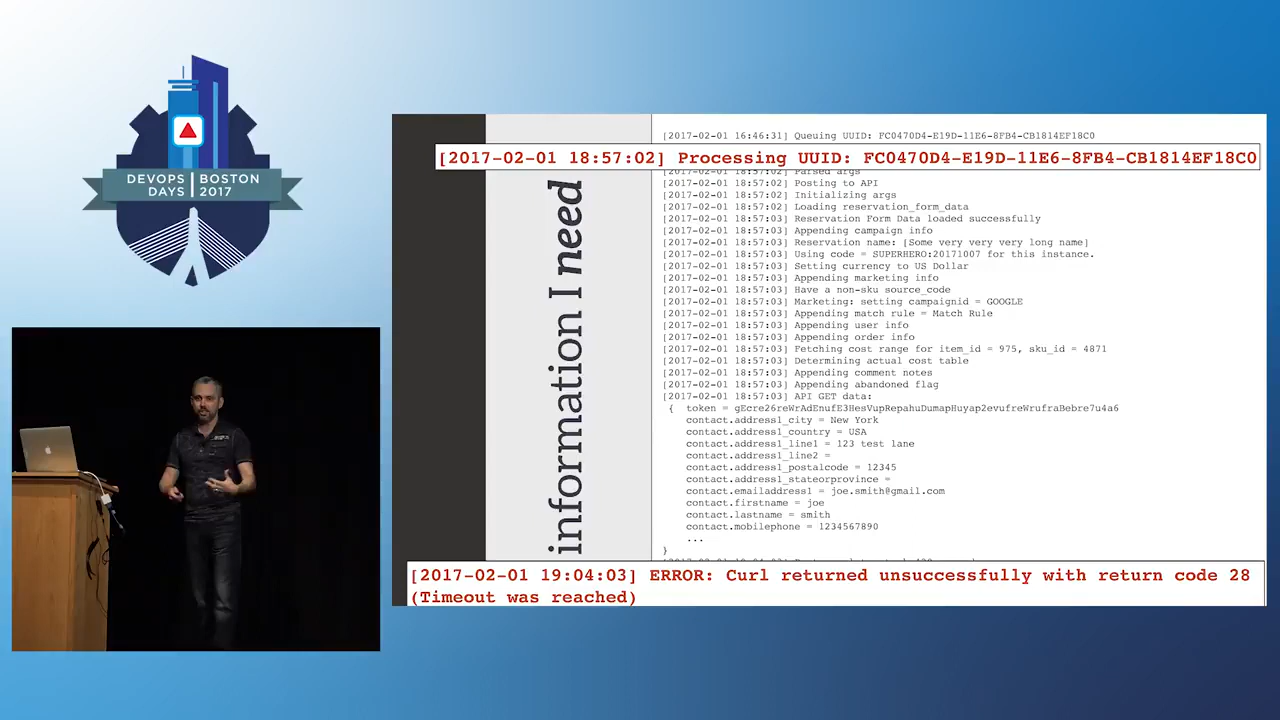 DEVOPS BOSTON
DAYS 2017
information I need
[2017-02-01 16:46:31] Queuing UUID: FC0470D4-E19D-11E6-8FB4-CB1814EF18C0
[2017-02-01 18:57:02] Processing UUID: FC0470D4-E19D-11E6-8FB4-CB1814EF18C0
[2017-02-01 18:57:02] Parsed args
[2017-02-01 18:57:02] Posting to API
[2017-02-01 18:57:02] Initializing args
[2017-02-01 18:57:02] Loading reservation_form_data
[2017-02-01 18:57:03] Reservation Form Data loaded successfully
[2017-02-01 18:57:03] Appending campaign info
[2017-02-01 18:57:03] Reservation name: [Some very very very long name]
[2017-02-01 18:57:03] Using code = SUPERHERO:20171007 for this instance.
[2017-02-01 18:57:03] Setting currency to US Dollar
[2017-02-01 18:57:03] Appending marketing info
[2017-02-01 18:57:03] Have a non-sku source_code
[2017-02-01 18:57:03] Marketing: setting campaignid = GOOGLE
[2017-02-01 18:57:03] Appending match rule = Match Rule
[2017-02-01 18:57:03] Appending user info
[2017-02-01 18:57:03] Appending order info
[2017-02-01 18:57:03] Fetching cost range for item_id = 975, sku_id = 4871
[2017-02-01 18:57:03] Determining actual cost table
[2017-02-01 18:57:03] Appending comment notes
[2017-02-01 18:57:03] Appending abandoned flag
[2017-02-01 18:57:03] API GET data:
{ token = gEcre26reWrAdEnufE3HesVupRepahuDumapHuyap2evufreWrufraBebre7u4a6
contact.address1_city = New York
contact.address1_country = USA
contact.address1_line1 = 123 test lane
contact.address1_line2 =
contact.address1_postalcode = 12345
contact.address1_stateorprovince =
contact.emailaddress1 = joe.smith@gmail.com
contact.firstname = joe
contact.lastname = smith
contact.mobilephone = 1234567890
...
}
[2017-02-01 19:04:03] ERROR: Curl returned unsuccessfully with return code 28
(Timeout was reached)